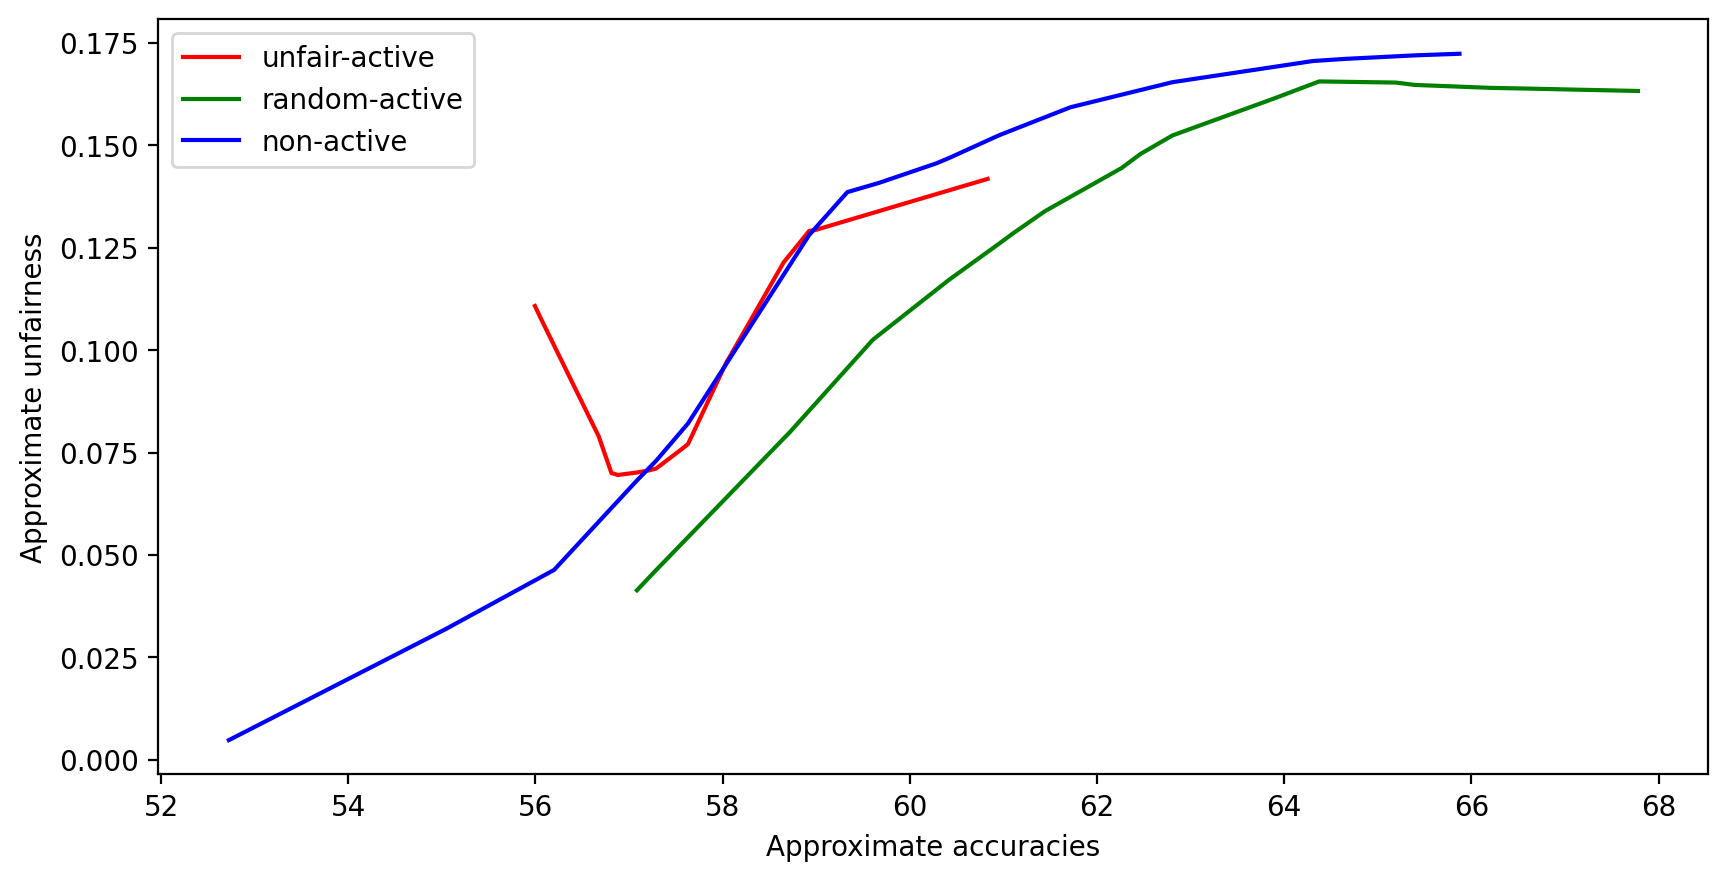 unfair-active
random-active
non-active
0.175
0.150
0.125
0.100
0.075
0.050
0.025
0.000
Approximate unfairness
52 54 56 58 60 62 64 66 68
Approximate accuracies